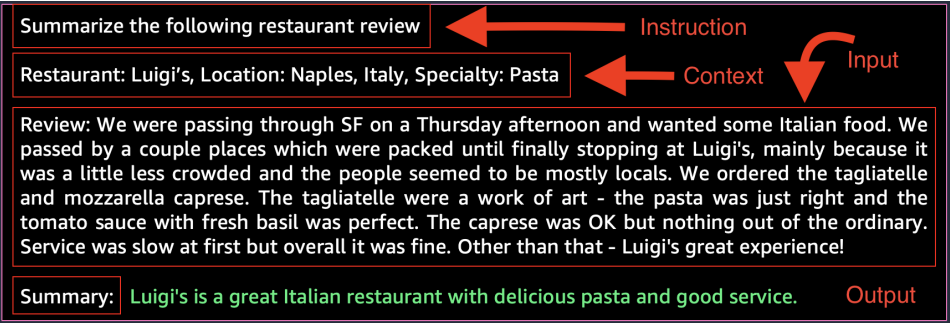 Summarize the following restaurant review
Instruction
Restaurant: Luigi’s, Location: Naples, Italy, Specialty: Pasta
Context
Input
Review: We were passing through SF on a Thursday afternoon and wanted some Italian food. We
passed by a couple places which were packed until finally stopping at Luigi's, mainly because it
was a little less crowded and the people seemed to be mostly locals. We ordered the tagliatelle
and mozzarella caprese. The tagliatelle were a work of art - the pasta was just right and the
tomato sauce with fresh basil was perfect. The caprese was OK but nothing out of the ordinary.
Service was slow at first but overall it was fine. Other than that - Luigi's great experience!
Summary: Luigi's is a great Italian restaurant with delicious pasta and good service.
Output